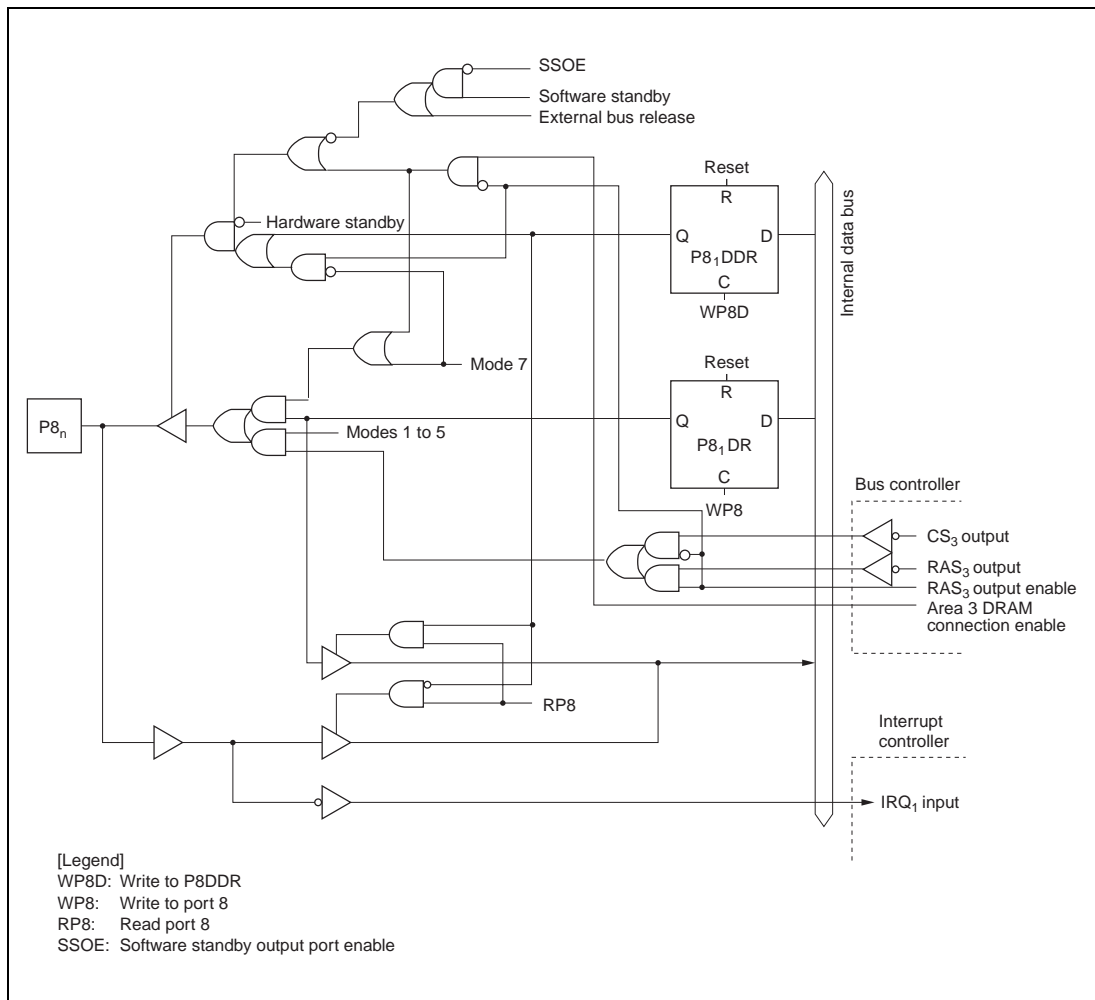 SSOE
Software standby
External bus release
Reset
R
Hardware standby
Q
D
P8₁DDR
C
WP8D
Internal data bus
Mode 7
Reset
R
Q
D
P8₁DR
C
WP8
P8ₙ
Modes 1 to 5
Bus controller
CS₃ output
RAS₃ output
RAS₃ output enable
Area 3 DRAM
connection enable
RP8
Interrupt
controller
IRQ₁ input
[Legend]
WP8D: Write to P8DDR
WP8: Write to port 8
RP8: Read port 8
SSOE: Software standby output port enable